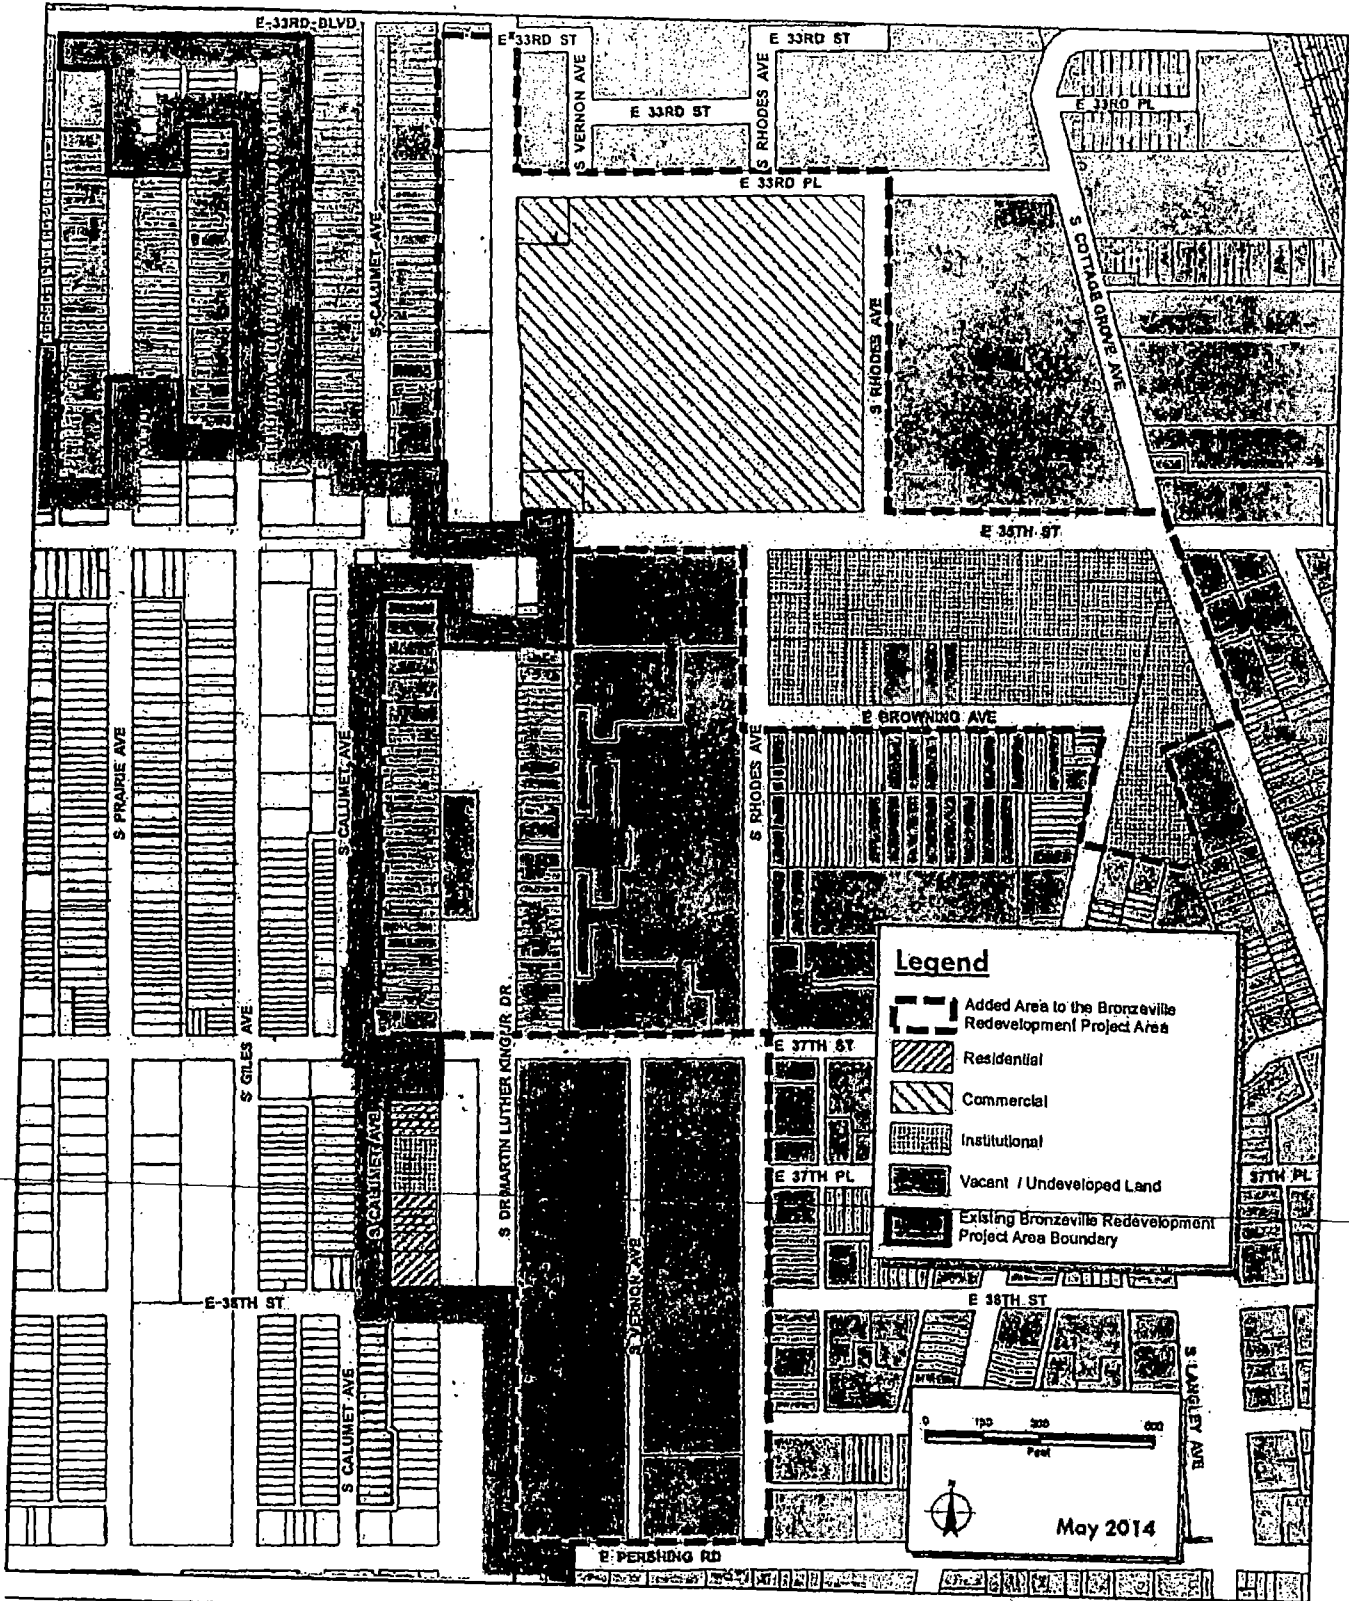 E-33RD-BLVD
E 33RD ST
E 33RD ST
S VERNON AVE
E 33RD ST
S RHODES AVE
E 33RD PL
E 33RD PL
S-CALUMET-AVE
S COTTAGE GROVE AVE
S RHODES AVE
E 35TH ST
E BROWNING AVE
S PRAIRIE AVE
S CALUMET AVE
S RHODES AVE
S GILES AVE
S DR MARTIN LUTHER KING JR DR
E 37TH ST
Legend
Added Area to the Bronzeville
Redevelopment Project Area
Residential
Commercial
Institutional
Vacant / Undeveloped Land
Existing Bronzeville Redevelopment
Project Area Boundary
S CALUMET AVE
E 37TH PL
37TH PL
S VERNON AVE
E-38TH ST
E 38TH ST
S CALUMET-AVE
S LANGLEY AVE
0 150 300 600
Feet
N
May 2014
E PERSHING RD